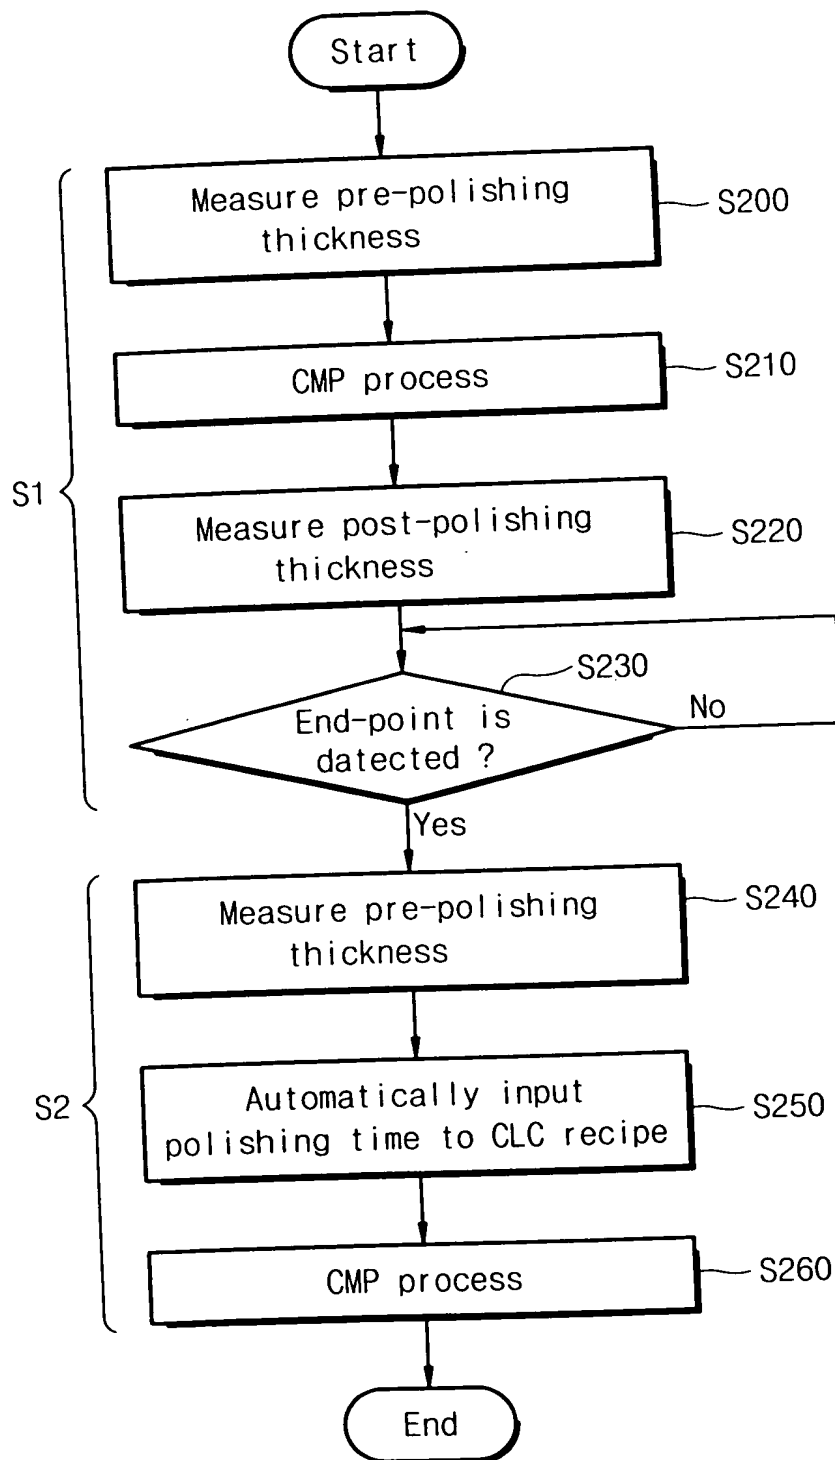 Start
Measure pre-polishing
thickness
S200
CMP process
S210
S1
Measure post-polishing
thickness
S220
S230
End-point is
datected ?
No
Yes
Measure pre-polishing
thickness
S240
S2
Automatically input
polishing time to CLC recipe
S250
CMP process
S260
End